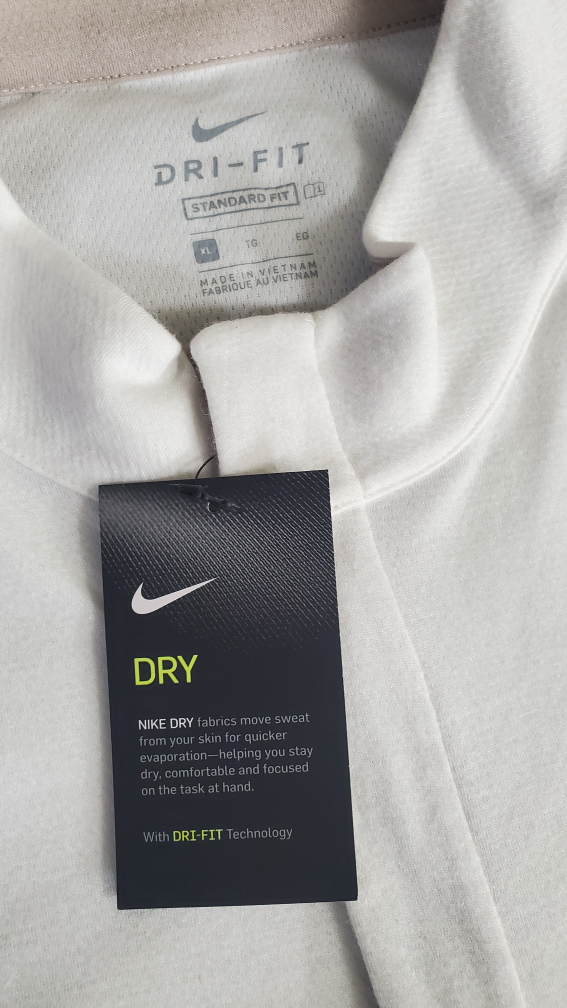 DRI-FIT
STANDARD FIT
XL TG EG
MADE IN VIETNAM
FABRIQUE AU VIETNAM
DRY
NIKE DRY fabrics move sweat
from your skin for quicker
evaporation—helping you stay
dry, comfortable and focused
on the task at hand.
With DRI-FIT Technology